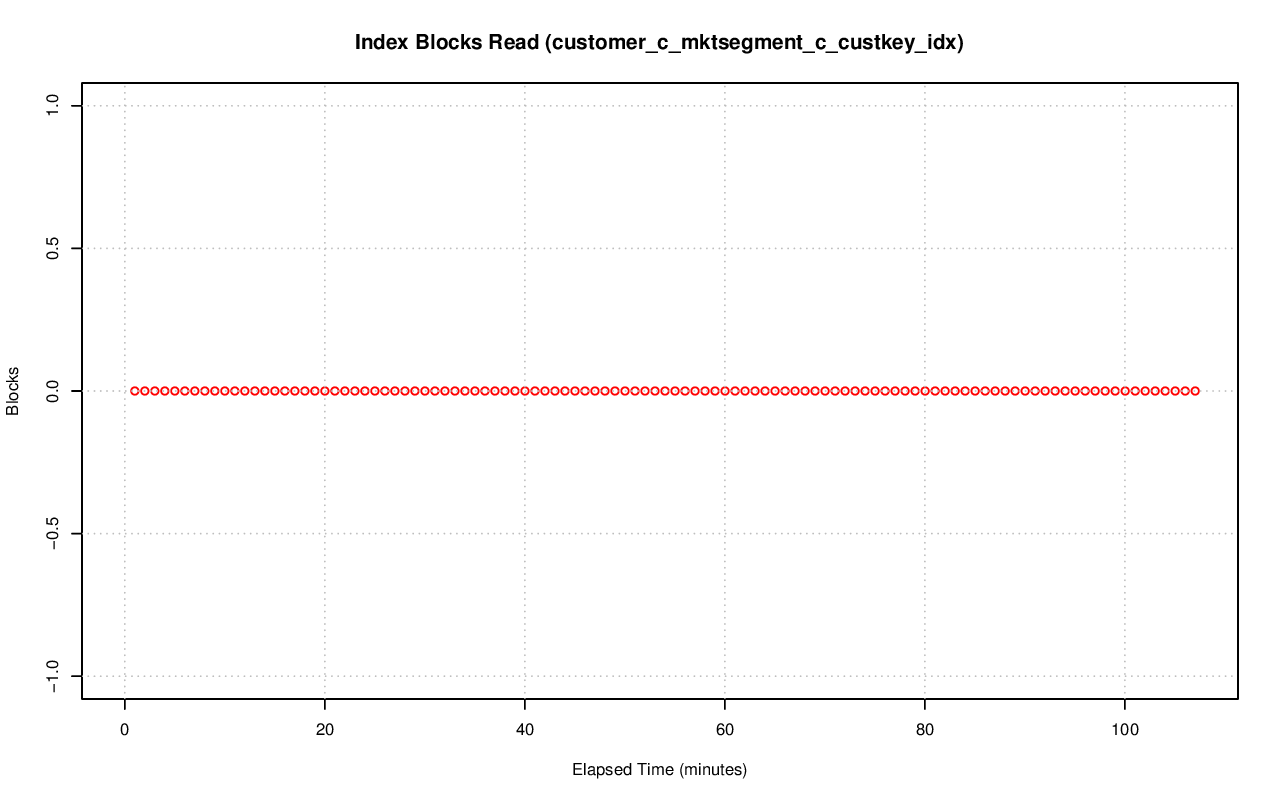 Index Blocks Read (customer_c_mktsegment_c_custkey_idx)
1.0
0.5
0.0
−0.5
−1.0
Blocks
0 20 40 60 80 100
Elapsed Time (minutes)